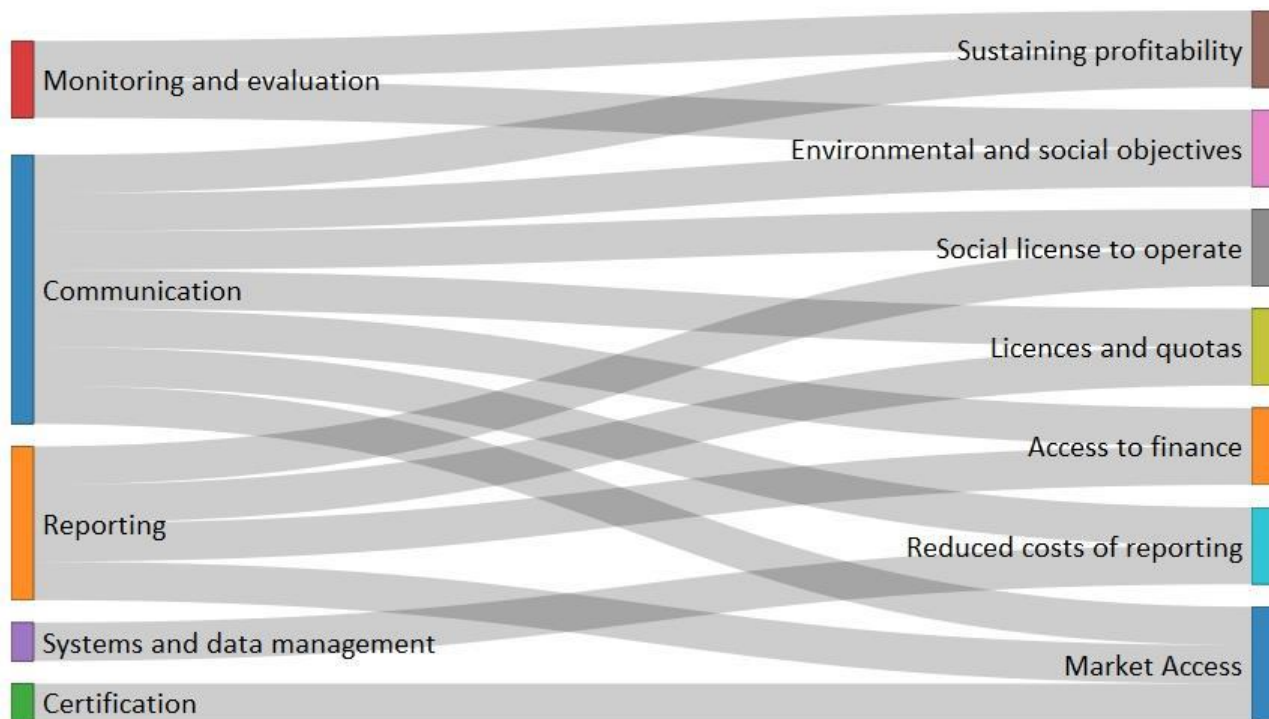 Monitoring and evaluation
Communication
Reporting
Systems and data management
Certification
Sustaining profitability
Environmental and social objectives
Social license to operate
Licences and quotas
Access to finance
Reduced costs of reporting
Market Access